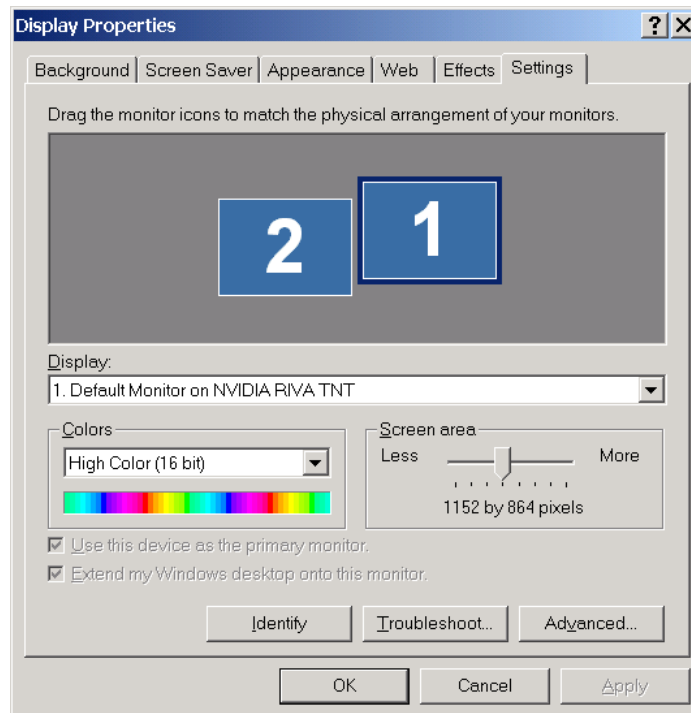 Display Properties
Background Screen Saver Appearance Web Effects Settings
Drag the monitor icons to match the physical arrangement of your monitors.
2 1
Display:
1. Default Monitor on NVIDIA RIVA TNT
Colors
High Color (16 bit)
Screen area
Less More
1152 by 864 pixels
Use this device as the primary monitor.
Extend my Windows desktop onto this monitor.
Identify Troubleshoot... Advanced...
OK Cancel Apply